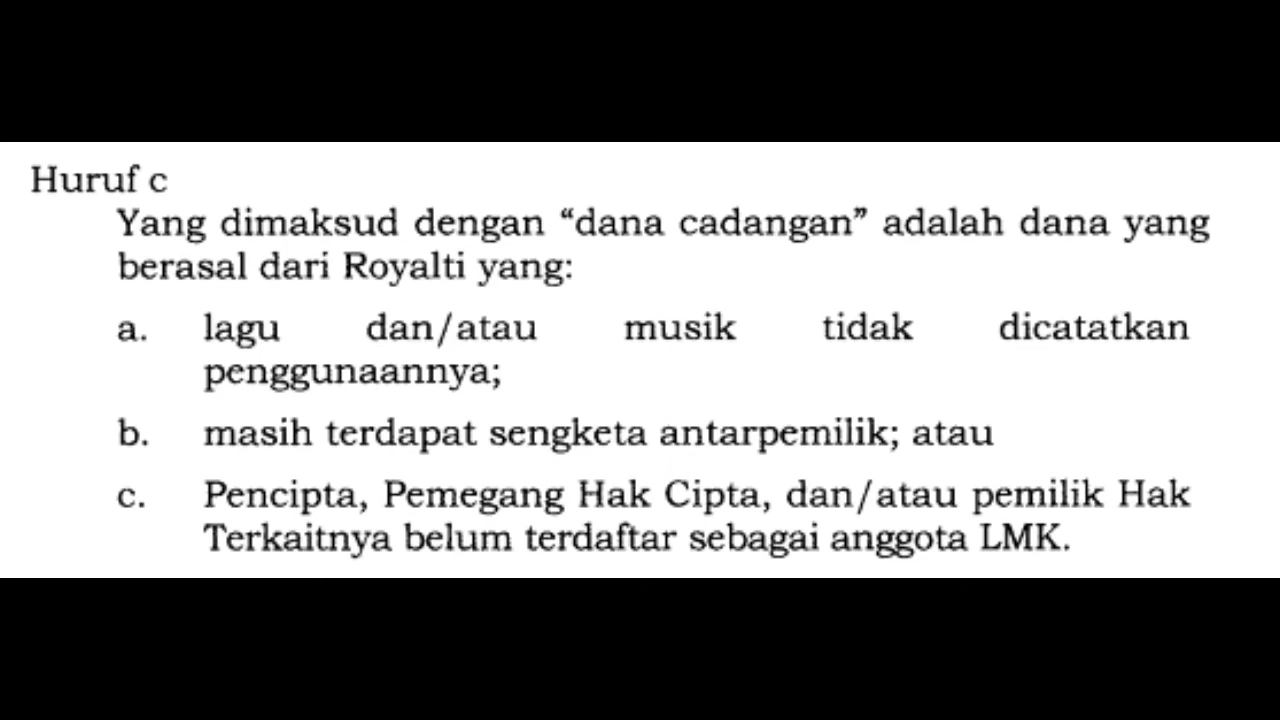 Huruf c
Yang dimaksud dengan “dana cadangan” adalah dana yang
berasal dari Royalti yang:
a. lagu dan/atau musik tidak dicatatkan
penggunaannya;
b. masih terdapat sengketa antarpemilik; atau
c. Pencipta, Pemegang Hak Cipta, dan/atau pemilik Hak
Terkaitnya belum terdaftar sebagai anggota LMK.